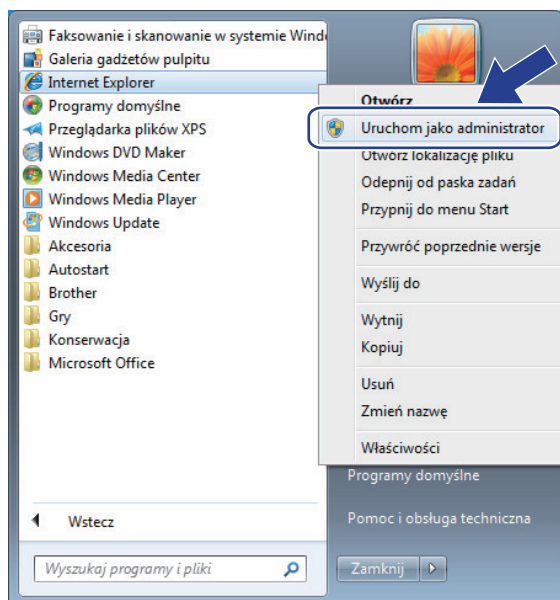 Faksowanie i skanowanie w systemie Wind
Galeria gadżetów pulpitu
Internet Explorer
Programy domyślne
Przeglądarka plików XPS
Windows DVD Maker
Windows Media Center
Windows Media Player
Windows Update
Akcesoria
Autostart
Brother
Gry
Konserwacja
Microsoft Office
Wstecz
Wyszukaj programy i pliki
Otwórz
Uruchom jako administrator
Otwórz lokalizację pliku
Odepnij od paska zadań
Przypnij do menu Start
Przywróć poprzednie wersje
Wyślij do
Wytnij
Kopiuj
Usuń
Zmień nazwę
Właściwości
Programy domyślne
Pomoc i obsługa techniczna
Zamknij